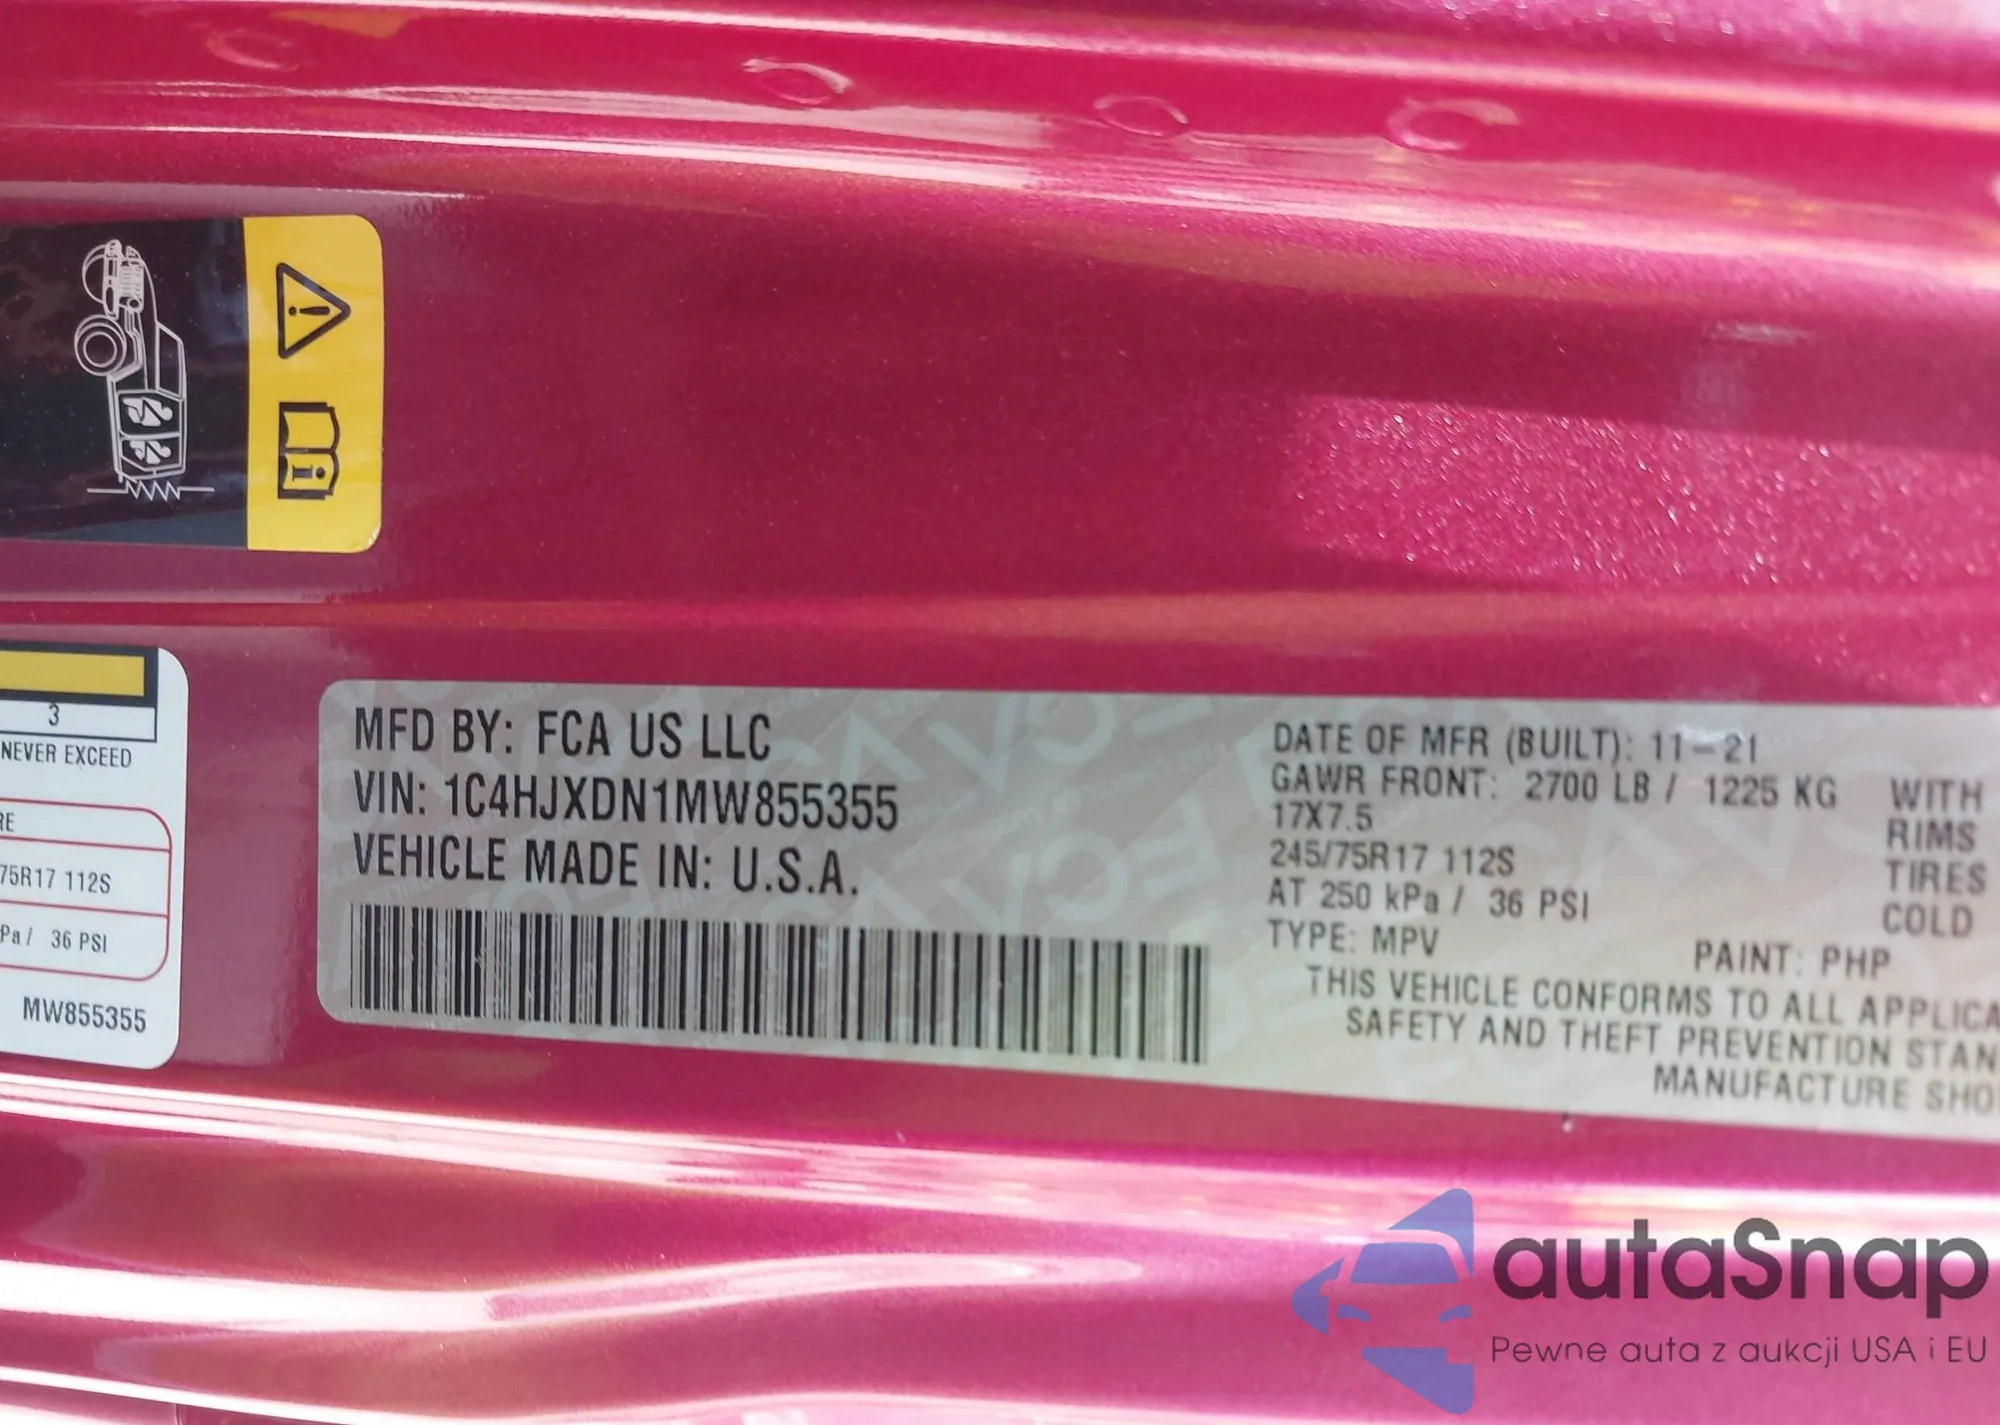 3
NEVER EXCEED
RE
75R17 112S
Pa / 36 PSI
MW855355
MFD BY: FCA US LLC
VIN: 1C4HJXDN1MW855355
VEHICLE MADE IN: U.S.A.
DATE OF MFR (BUILT): 11-21
GAWR FRONT: 2700 LB / 1225 KG WITH
17X7.5 RIMS
245/75R17 112S TIRES
AT 250 kPa / 36 PSI COLD
TYPE: MPV PAINT: PHP
THIS VEHICLE CONFORMS TO ALL APPLICA
SAFETY AND THEFT PREVENTION STAN
MANUFACTURE SHO
autaSnap
Pewne auta z aukcji USA i EU